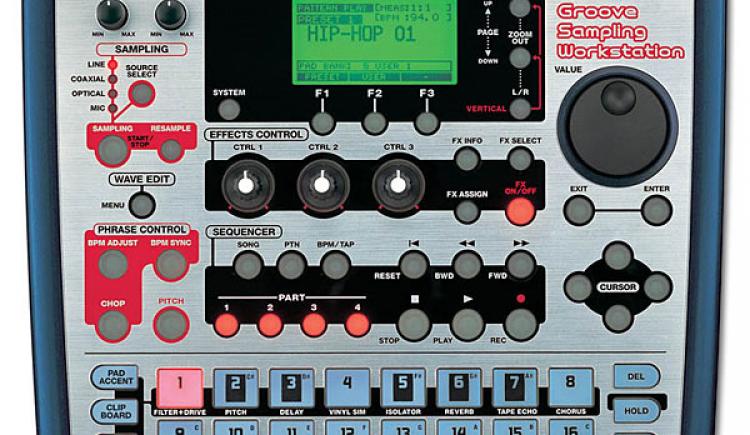 UP
PATTERN PLAY [MEAS:1:1 ]
PRESET 1 [BPM :94.0 ]
HIP-HOP 01
PAD BANK: S USER 1
PRESET USER
Groove
Sampling
Workstation
PAGE
ZOOM
OUT
DOWN
L/R
VERTICAL
VALUE
MIN MAX MIN MAX
SAMPLING
LINE
COAXIAL
OPTICAL
MIC
SOURCE
SELECT
SYSTEM
F1 F2 F3
SAMPLING RESAMPLE
START/
STOP
EFFECTS CONTROL
CTRL 1 CTRL 2 CTRL 3
FX INFO FX SELECT
FX ASSIGN FX
ON/OFF
EXIT ENTER
WAVE EDIT
MENU
PHRASE CONTROL
BPM ADJUST BPM SYNC
CHOP PITCH
SEQUENCER
SONG PTN BPM/TAP
RESET BWD FWD
PART
1 2 3 4
STOP PLAY REC
CURSOR
PAD
ACCENT
CLIP
BOARD
1 2 C# 3 D# 4 5 F# 6 G# 7 A# 8
FILTER+DRIVE PITCH DELAY VINYL SIM ISOLATOR REVERB TAPE ECHO CHORUS
9 C 10 D 11 E 12 F 13 G 14 A 15 B 16 C
DEL
HOLD